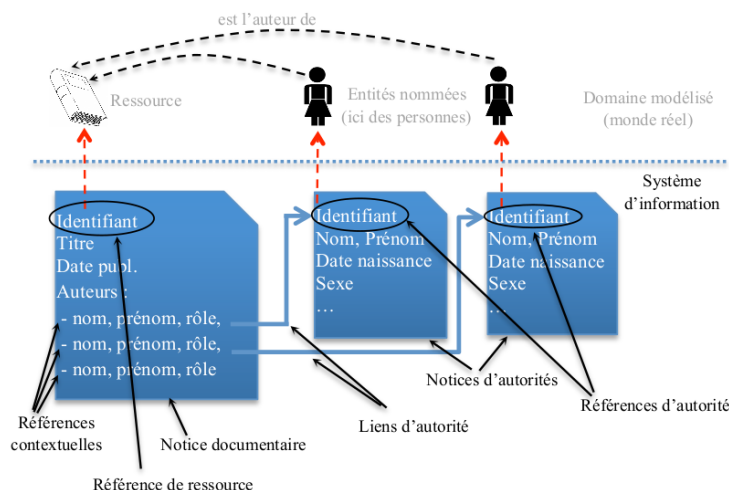 est l’auteur de
Ressource
Entités nommées
(ici des personnes)
Domaine modélisé
(monde réel)
Système
d’information
Identifiant
Titre
Date publ.
Auteurs :
- nom, prénom, rôle,
- nom, prénom, rôle,
- nom, prénom, rôle
Identifiant
Nom, Prénom
Date naissance
Sexe
…
Identifiant
Nom, Prénom
Date naissance
Sexe
…
Notices d’autorités
Références d’autorité
Liens d’autorité
Références
contextuelles
Notice documentaire
Référence de ressource